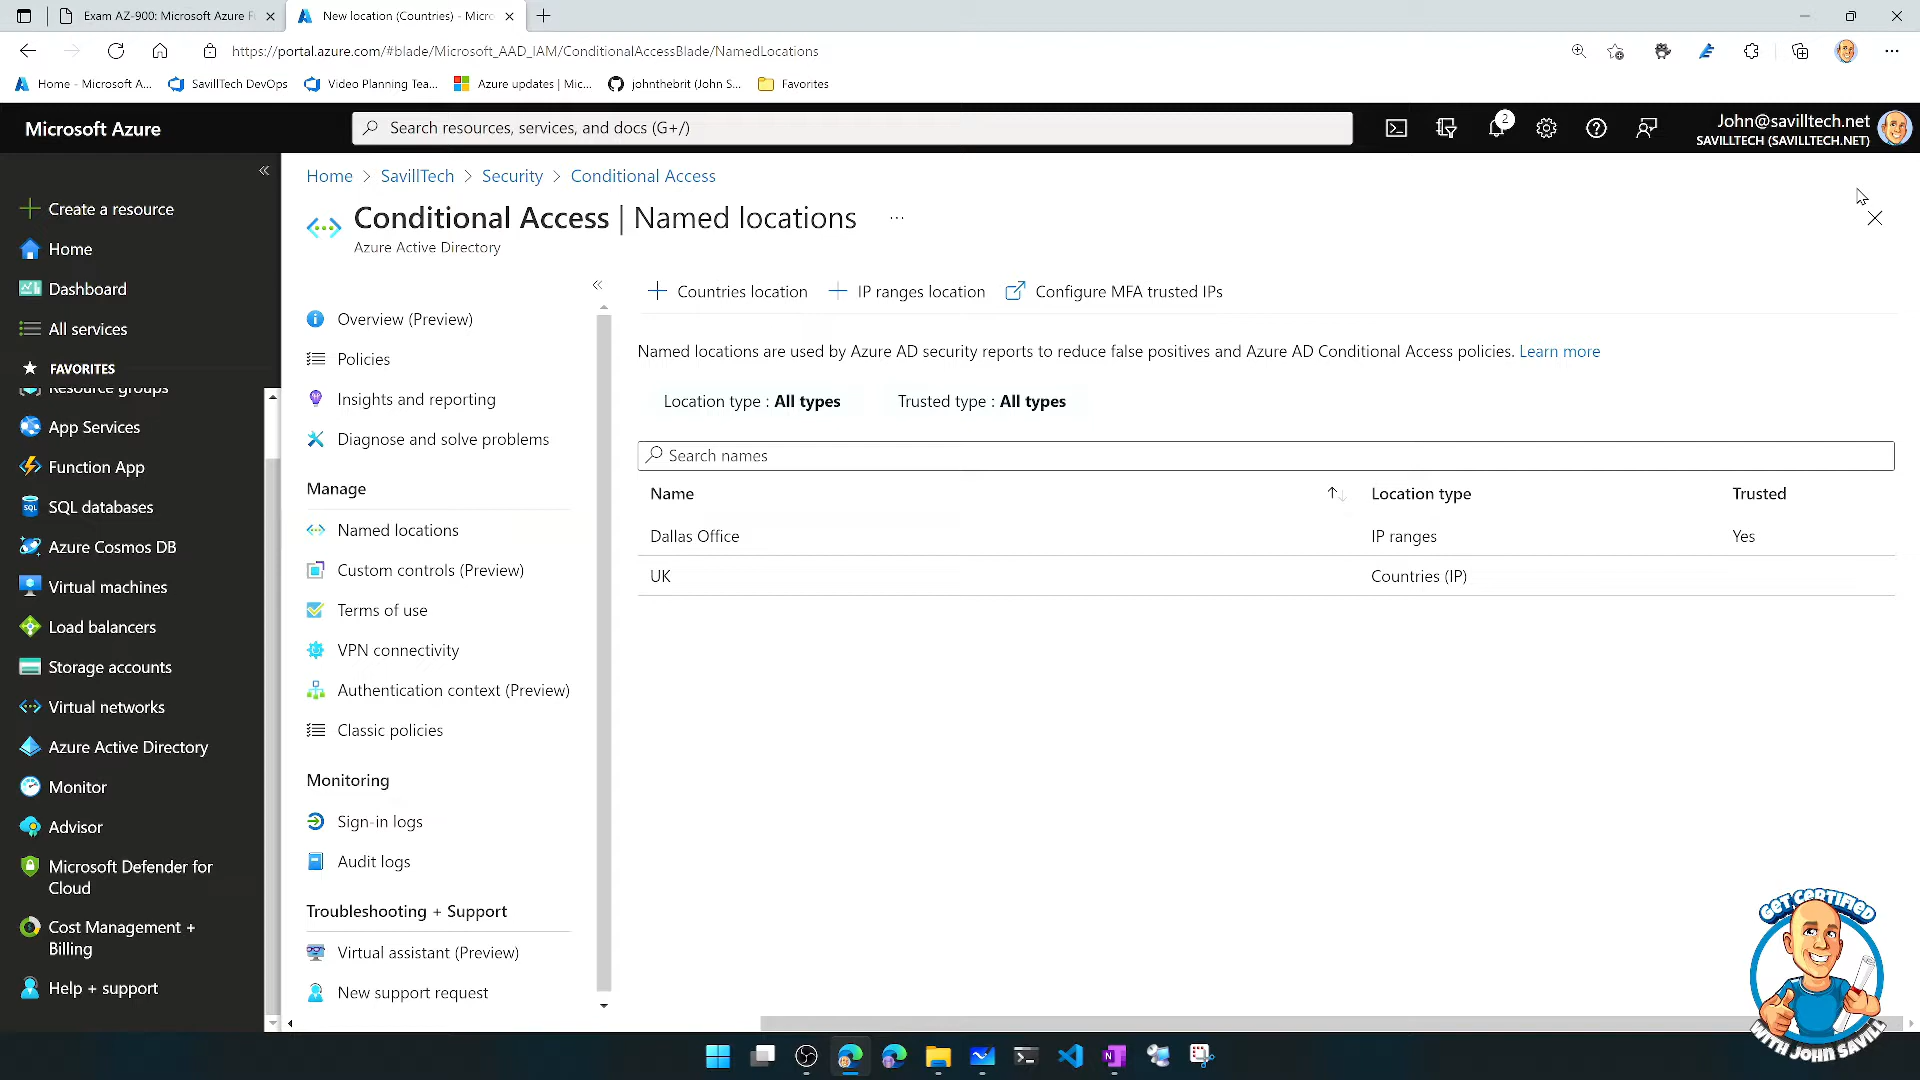 Exam AZ-900: Microsoft Azure F
New location (Countries) - Micro
https://portal.azure.com/#blade/Microsoft_AAD_IAM/ConditionalAccessBlade/NamedLocations
Home - Microsoft A...
SavillTech DevOps
Video Planning Tea...
Azure updates | Mic...
johnthebrit (John S...
Favorites
Microsoft Azure
Search resources, services, and docs (G+/)
2
John@savilltech.net
SAVILLTECH (SAVILLTECH.NET)
Create a resource
Home
Dashboard
All services
FAVORITES
Resource groups
App Services
Function App
SQL databases
Azure Cosmos DB
Virtual machines
Load balancers
Storage accounts
Virtual networks
Azure Active Directory
Monitor
Advisor
Microsoft Defender for
Cloud
Cost Management +
Billing
Help + support
Home > SavillTech > Security > Conditional Access
Conditional Access | Named locations ...
Azure Active Directory
Overview (Preview)
Policies
Insights and reporting
Diagnose and solve problems
Manage
Named locations
Custom controls (Preview)
Terms of use
VPN connectivity
Authentication context (Preview)
Classic policies
Monitoring
Sign-in logs
Audit logs
Troubleshooting + Support
Virtual assistant (Preview)
New support request
Countries location
IP ranges location
Configure MFA trusted IPs
Named locations are used by Azure AD security reports to reduce false positives and Azure AD Conditional Access policies. Learn more
Location type : All types
Trusted type : All types
Search names
Name
Location type
Trusted
Dallas Office
IP ranges
Yes
UK
Countries (IP)
GET CERTIFIED
WITH JOHN SAVILL